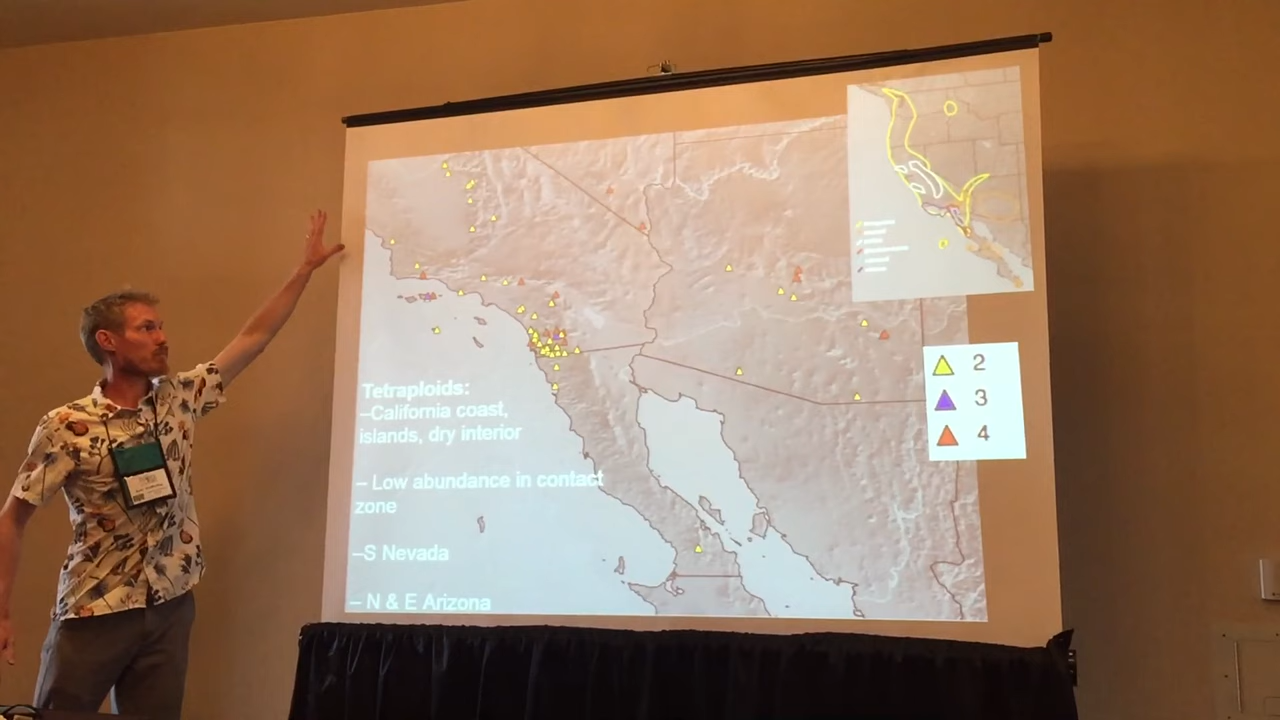 Tetraploids:
–California coast,
islands, dry interior
– Low abundance in contact
zone
–S Nevada
– N & E Arizona
2
3
4